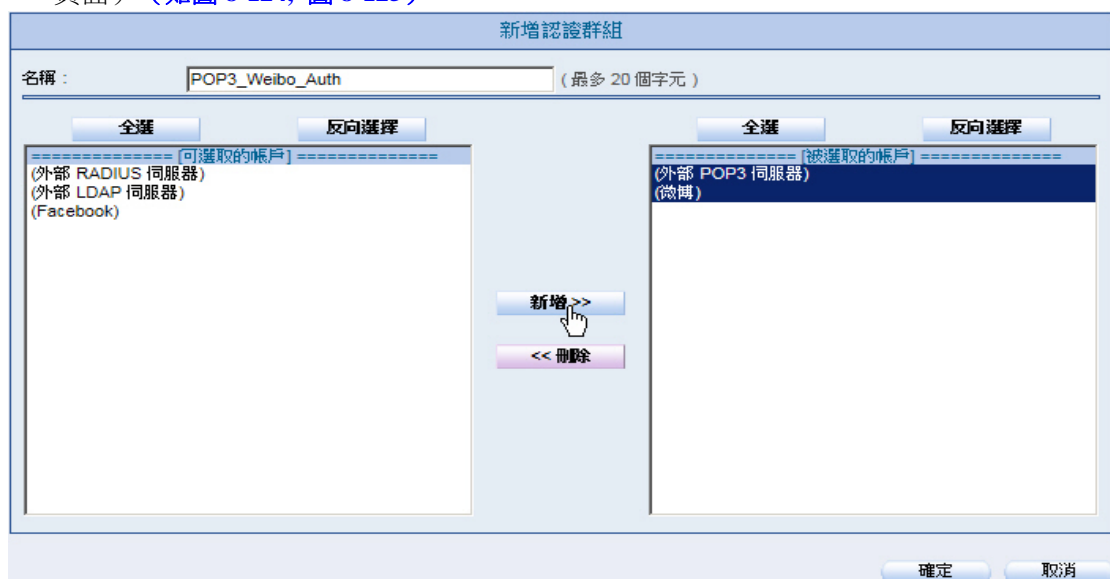 新增認證群組
名稱： POP3_Weibo_Auth （最多 20 個字元）
全選 反向選擇 全選 反向選擇
============== [可選取的帳戶] ==============
(外部 RADIUS 伺服器)
(外部 LDAP 伺服器)
(Facebook)
============== [被選取的帳戶] ==============
(外部 POP3 伺服器)
(微博)
新增 >>
<< 刪除
確定 取消